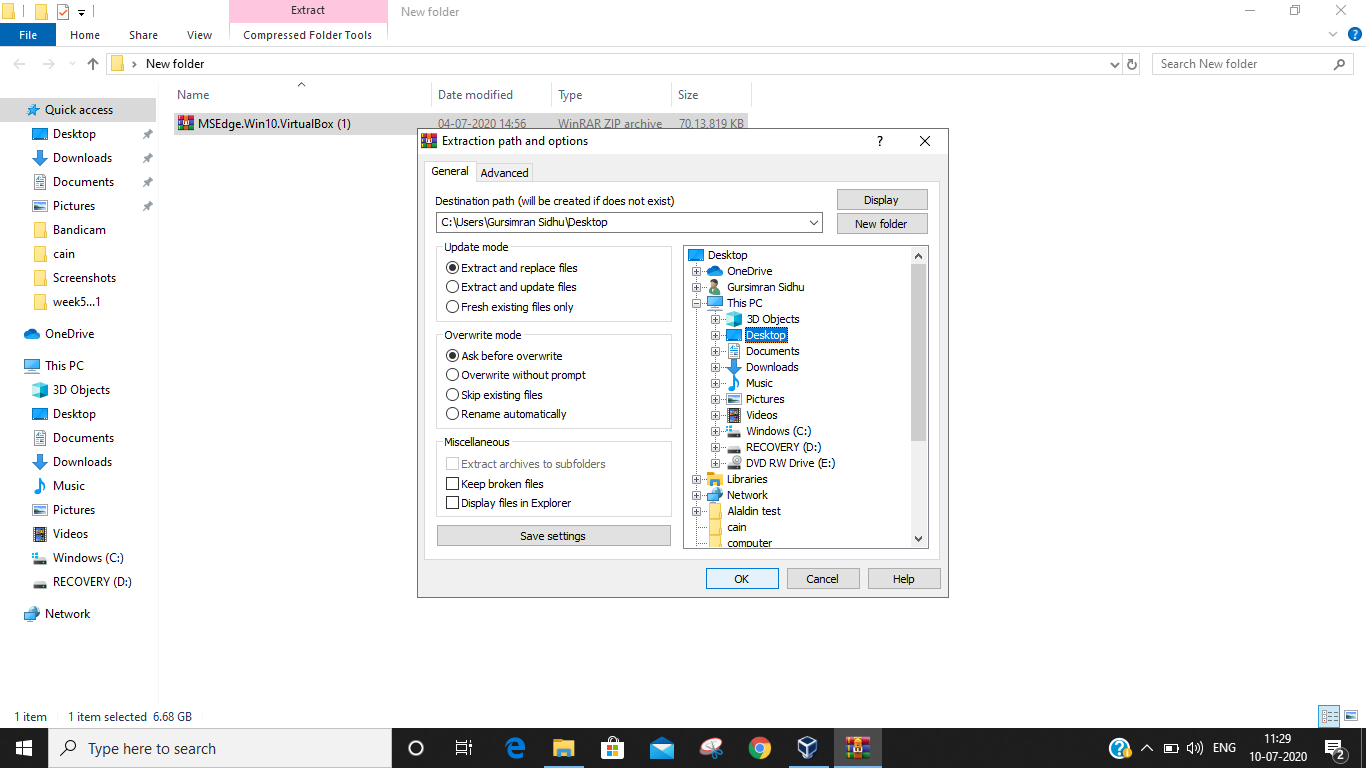 Extract
New folder
File
Home
Share
View
Compressed Folder Tools
New folder
Search New folder
Name
Date modified
Type
Size
MSEdge.Win10.VirtualBox (1)
04-07-2020 14:56
WinRAR ZIP archive
70,13,819 KB
Quick access
Desktop
Downloads
Documents
Pictures
Bandicam
cain
Screenshots
week5...1
OneDrive
This PC
3D Objects
Desktop
Documents
Downloads
Music
Pictures
Videos
Windows (C:)
RECOVERY (D:)
Network
Extraction path and options
?
General
Advanced
Destination path (will be created if does not exist)
Display
C:\Users\Gursimran Sidhu\Desktop
New folder
Update mode
Extract and replace files
Extract and update files
Fresh existing files only
Overwrite mode
Ask before overwrite
Overwrite without prompt
Skip existing files
Rename automatically
Miscellaneous
Extract archives to subfolders
Keep broken files
Display files in Explorer
Save settings
Desktop
OneDrive
Gursimran Sidhu
This PC
3D Objects
Desktop
Documents
Downloads
Music
Pictures
Videos
Windows (C:)
RECOVERY (D:)
DVD RW Drive (E:)
Libraries
Network
Alaldin test
cain
computer
OK
Cancel
Help
1 item
1 item selected 6.68 GB
Type here to search
ENG
11:29
10-07-2020
2